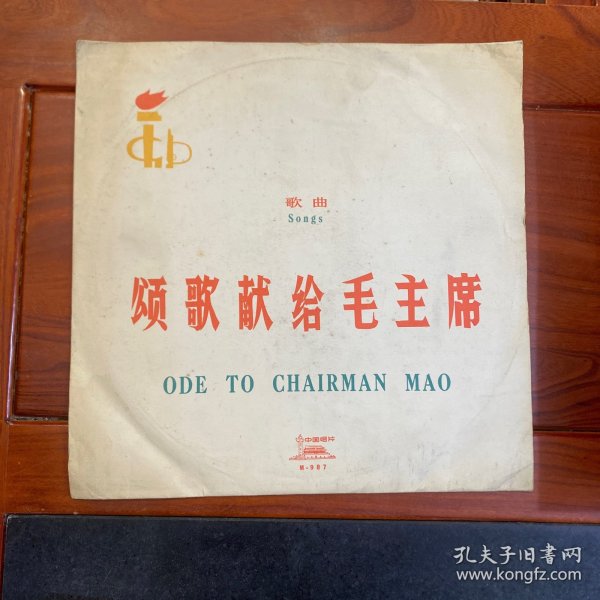 歌曲
Songs
颂歌献给毛主席
ODE TO CHAIRMAN MAO
中国唱片
M-987
孔夫子旧書网
www.kongfz.com